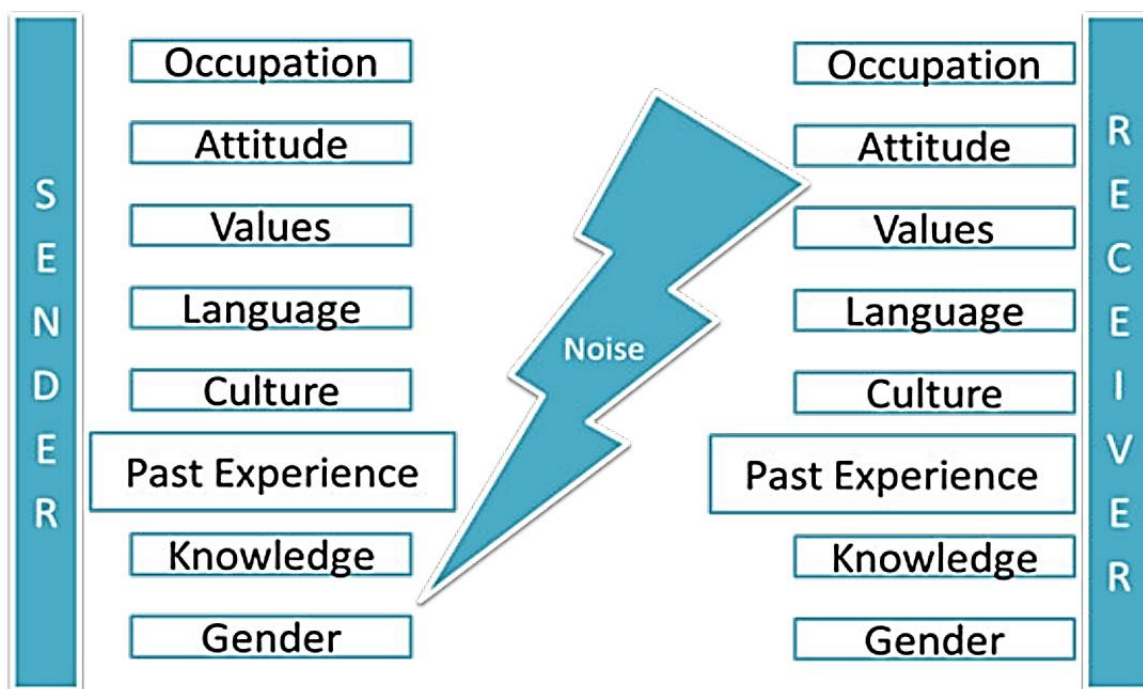 SENDER
Occupation
Attitude
Values
Language
Culture
Past Experience
Knowledge
Gender
Noise
Occupation
Attitude
Values
Language
Culture
Past Experience
Knowledge
Gender
RECEIVER